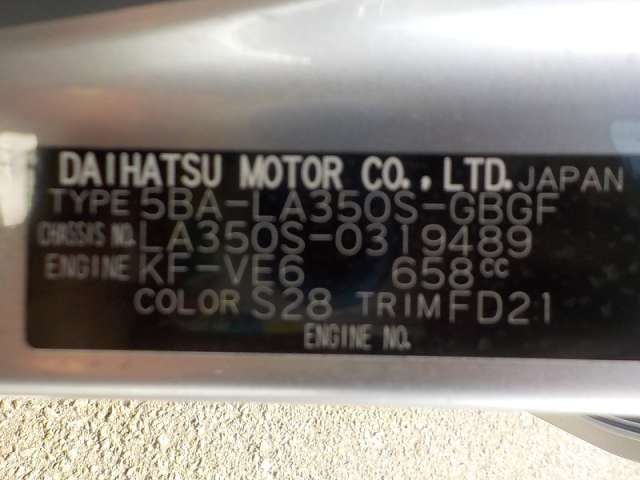 DAIHATSU MOTOR CO., LTD. JAPAN
TYPE 5BA-LA350S-GBGF
CHASSIS NO. LA350S-0319489
ENGINE KF-VE6 658cc
COLOR S28 TRIM FD21
ENGINE NO.